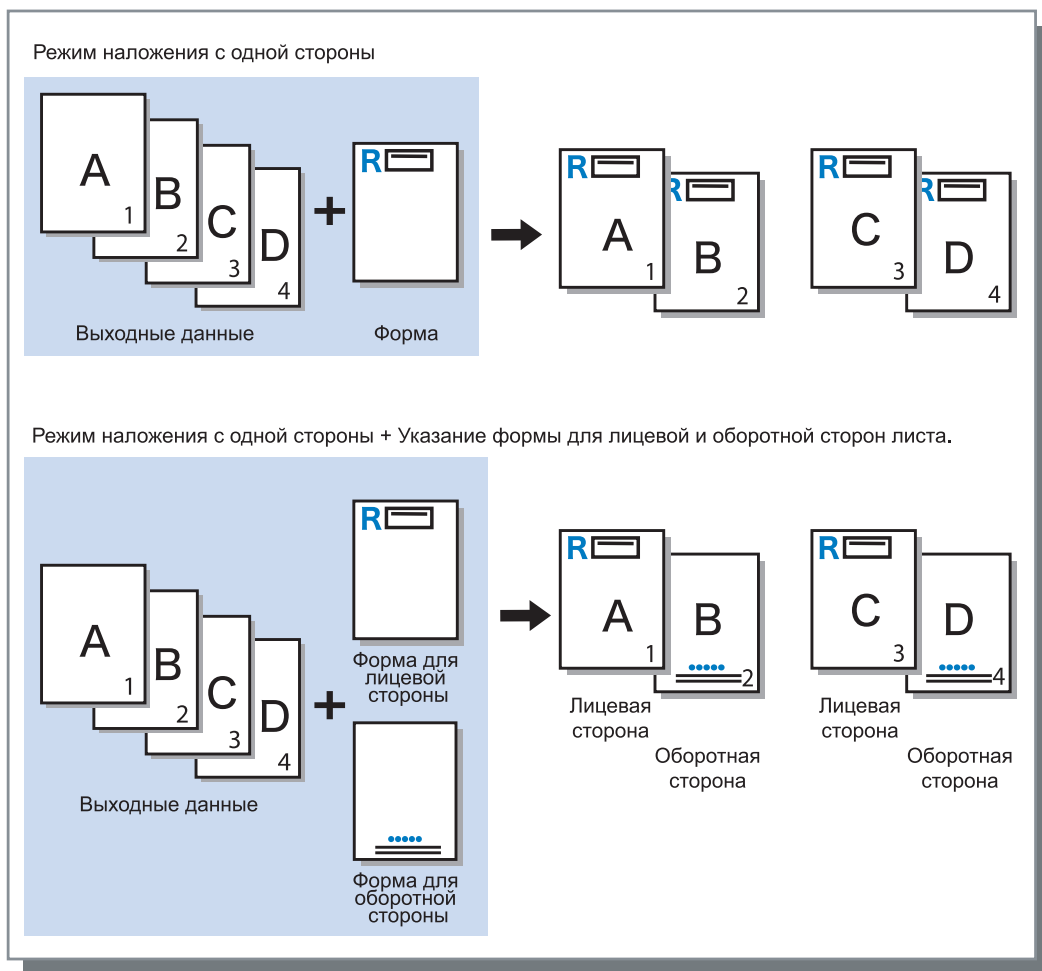 Режим наложения с одной стороны
A
1
B
2
C
3
D
4
+
R
Выходные данные
Форма
R
A
1
R
B
2
R
C
3
R
D
4
Режим наложения с одной стороны + Указание формы для лицевой и оборотной сторон листа.
A
1
B
2
C
3
D
4
+
Выходные данные
R
Форма для
лицевой
стороны
Форма для
оборотной
стороны
R
A
1
B
2
Лицевая
сторона
Оборотная
сторона
R
C
3
D
4
Лицевая
сторона
Оборотная
сторона